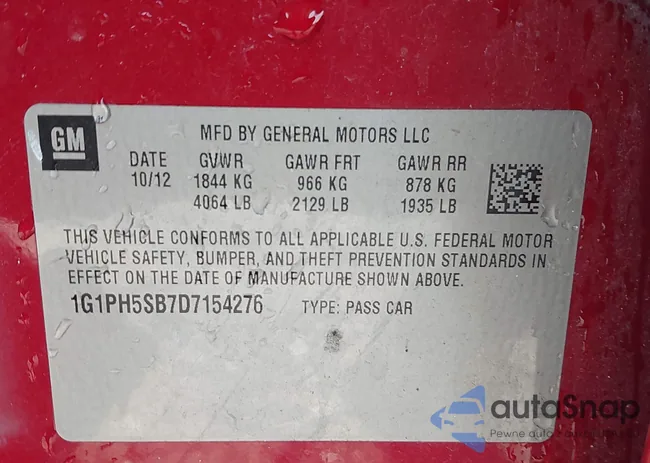 GM
MFD BY GENERAL MOTORS LLC
DATE GVWR GAWR FRT GAWR RR
10/12 1844 KG 966 KG 878 KG
4064 LB 2129 LB 1935 LB
THIS VEHICLE CONFORMS TO ALL APPLICABLE U.S. FEDERAL MOTOR
VEHICLE SAFETY, BUMPER, AND THEFT PREVENTION STANDARDS IN
EFFECT ON THE DATE OF MANUFACTURE SHOWN ABOVE.
1G1PH5SB7D7154276 TYPE: PASS CAR
autoSnap
Pewne auto